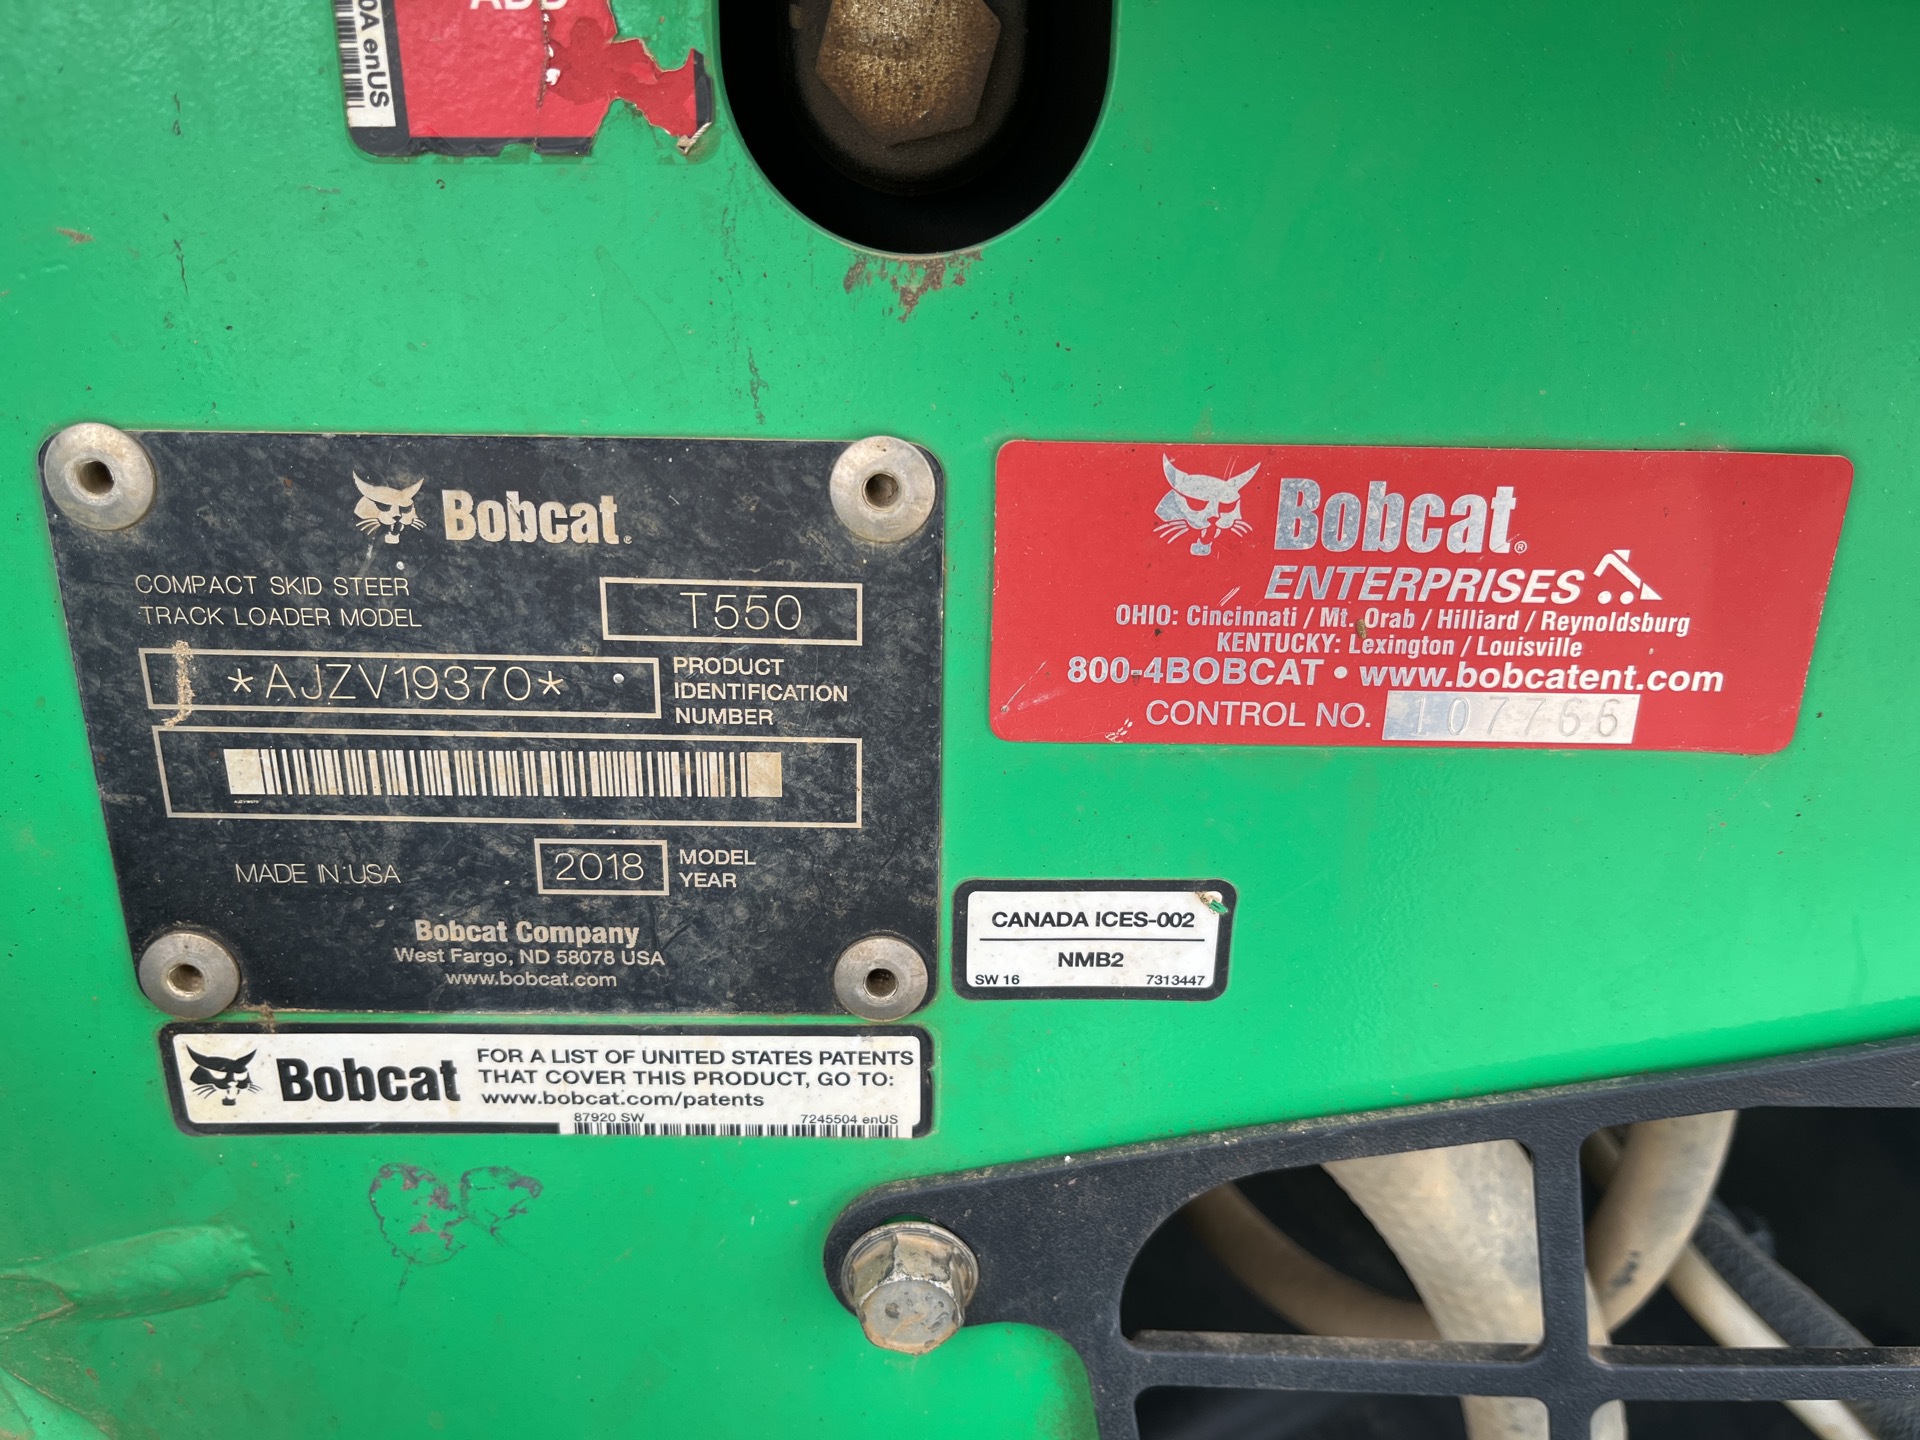 0A enUS
Bobcat.
COMPACT SKID STEER
TRACK LOADER MODEL
T550
*AJZV19370*
PRODUCT
IDENTIFICATION
NUMBER
MADE IN USA
2018
MODEL
YEAR
Bobcat Company
West Fargo, ND 58078 USA
www.bobcat.com
Bobcat®
ENTERPRISES
OHIO: Cincinnati / Mt. Orab / Hilliard / Reynoldsburg
KENTUCKY: Lexington / Louisville
800-4BOBCAT • www.bobcatent.com
CONTROL NO. 107766
CANADA ICES-002
NMB2
SW 16 7313447
Bobcat
FOR A LIST OF UNITED STATES PATENTS
THAT COVER THIS PRODUCT, GO TO:
www.bobcat.com/patents
87920 SW 7245504 enUS